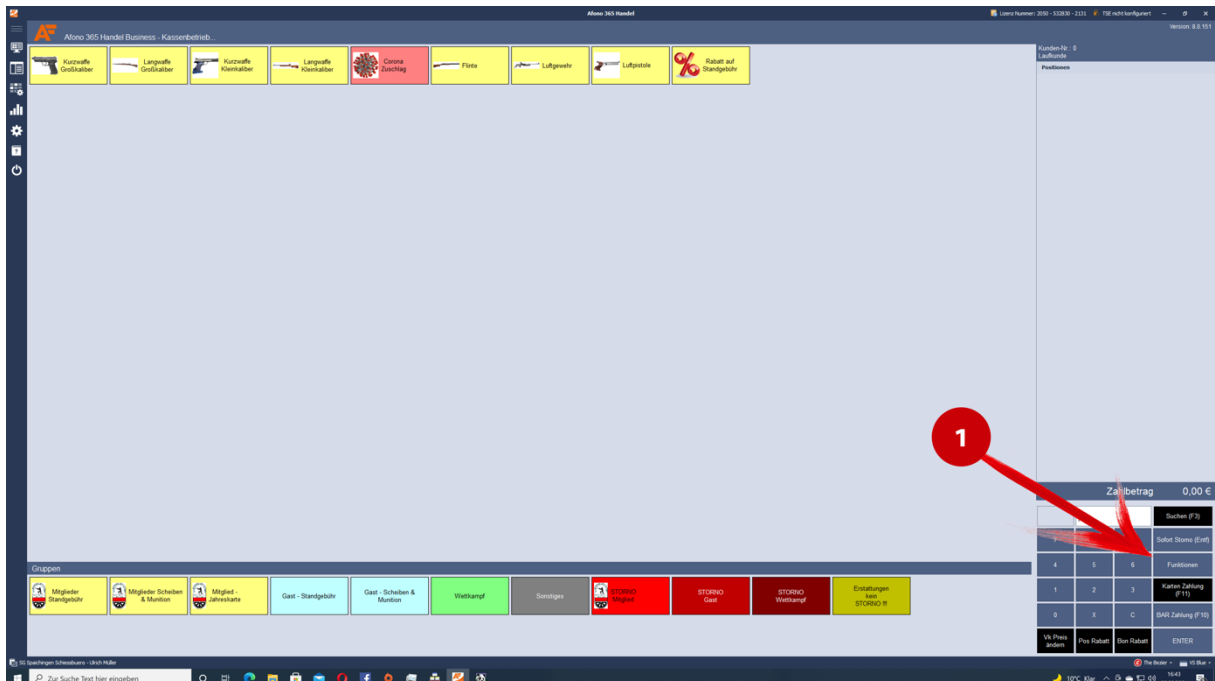 Afono 365 Handel
Lizenz Nummer: 2050 - 532830 - 2131
TSE nicht konfiguriert
Version: 8.0.151
AF
Afono 365 Handel Business - Kassenbetrieb...
Kunden-Nr.: 0
Laufkunde
Positionen
Kurzwaffe
Großkaliber
Langwaffe
Großkaliber
Kurzwaffe
Kleinkaliber
Langwaffe
Kleinkaliber
Corona
Zuschlag
Flinte
Luftgewehr
Luftpistole
Rabatt auf
Standgebühr
1
Zahlbetrag 0,00 €
Suchen (F3)
7
Sofort Storno (Entf)
4 5 6 Funktionen
1 2 3 Karten Zahlung
(F11)
0 X C BAR Zahlung (F10)
Vk Preis
ändern
Pos Rabatt
Bon Rabatt
ENTER
Gruppen
Mitglieder
Standgebühr
Mitglieder Scheiben
& Munition
Mitglied -
Jahreskarte
Gast - Standgebühr
Gast - Scheiben &
Munition
Wettkampf
Sonstiges
STORNO
Mitglied
STORNO
Gast
STORNO
Wettkampf
Erstattungen
kein
STORNO !!!
SG Spaichingen Schiessbuero - Ulrich Müller
The Bezier
VS Blue
Zur Suche Text hier eingeben
10°C Klar
16:43